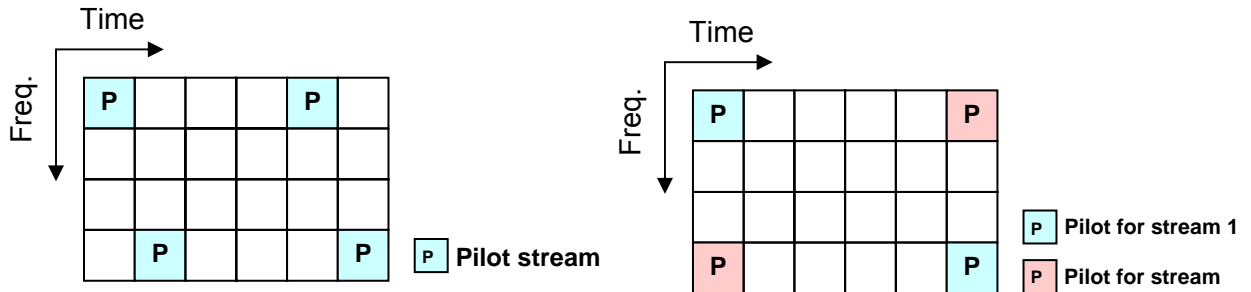 Time
Freq.
P P
P P
P Pilot stream
Time
Freq.
P P
P P
P Pilot for stream 1
P Pilot for stream